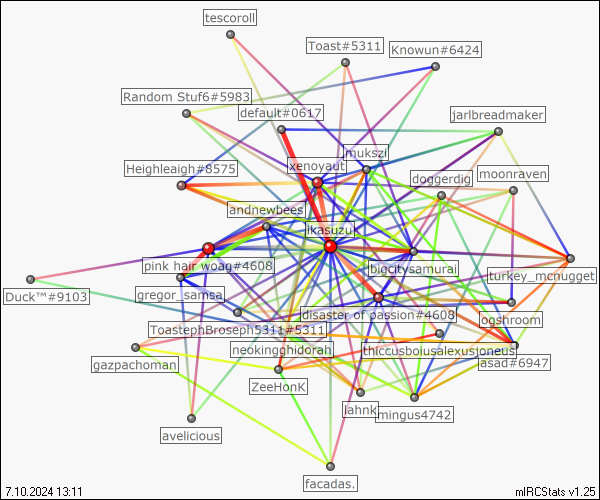 tescoroll
Toast#5311
Knowun#6424
Random Stuf6#5983
default#0617
jarlbreadmaker
mukszi
xenoyaut
Heighleaigh#8575
doggerdig
moonraven
andnewbees
ikasuzuk
pink hair woag#4608
bigcitysamurai
turkey_mcnugget
Duck™#9103
gregor_samsa
disaster of passion#4608
ogshroom
ToastephBroseph5311#5311
neokingghidorah
thiccusboiusalexusjoneus
asad#6947
gazpachoman
ZeeHonK
lahnk
mingus4742
avelicious
facadas.
7.10.2024 13:11
mIRCStats v1.25